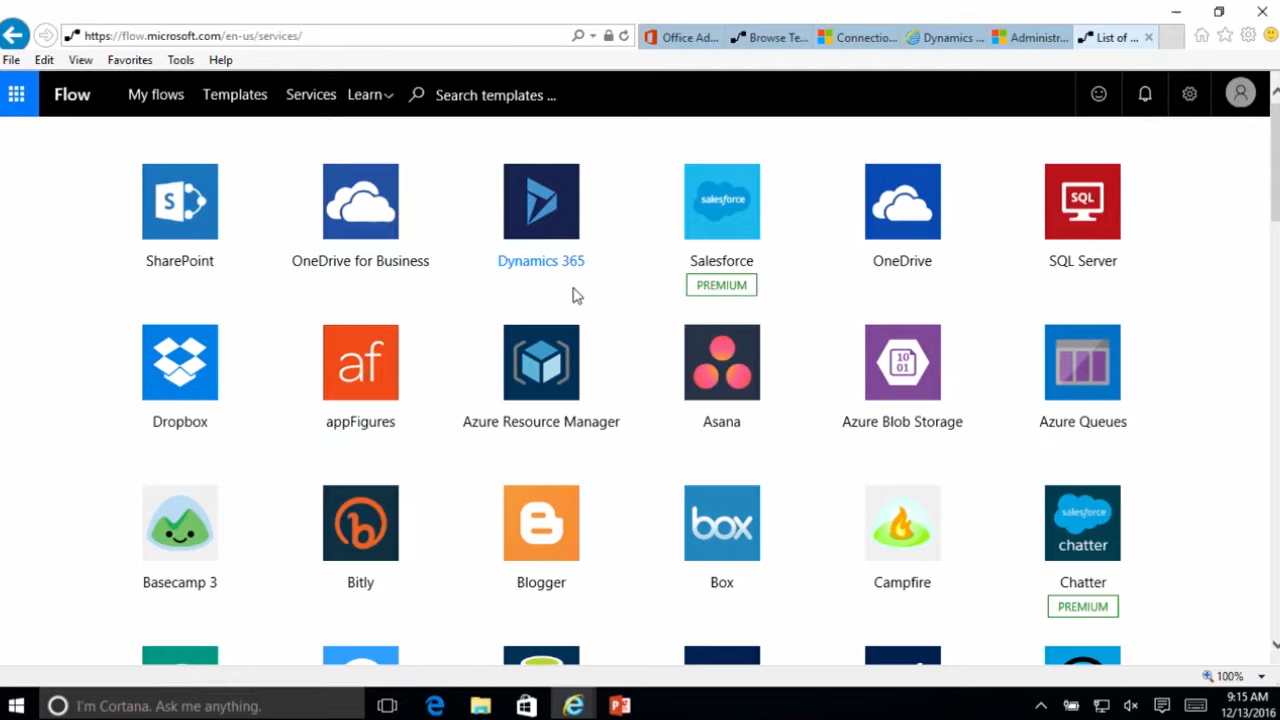 https://flow.microsoft.com/en-us/services/
Office Ad...
Browse Te...
Connectio...
Dynamics ...
Administr...
List of ...
File Edit View Favorites Tools Help
Flow My flows Templates Services Learn Search templates ...
S
salesforce
SQL
SharePoint OneDrive for Business Dynamics 365 Salesforce OneDrive SQL Server
PREMIUM
af
10
01
Dropbox appFigures Azure Resource Manager Asana Azure Blob Storage Azure Queues
box
salesforce
chatter
Basecamp 3 Bitly Blogger Box Campfire Chatter
PREMIUM
100%
I'm Cortana. Ask me anything.
9:15 AM
12/13/2016